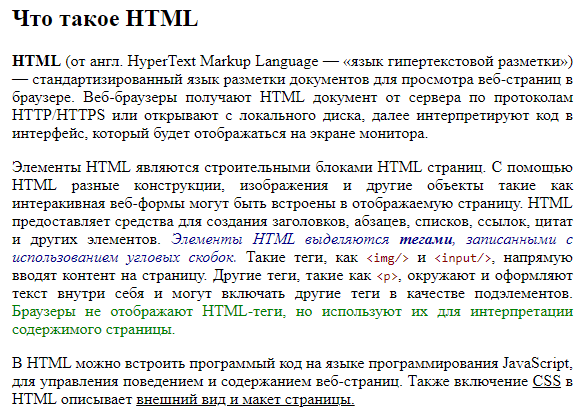 Что такое HTML
HTML (от англ. HyperText Markup Language — «язык гипертекстовой разметки»)
— стандартизированный язык разметки документов для просмотра веб-страниц в
браузере. Веб-браузеры получают HTML документ от сервера по протоколам
HTTP/HTTPS или открывают с локального диска, далее интерпретируют код в
интерфейс, который будет отображаться на экране монитора.
Элементы HTML являются строительными блоками HTML страниц. С помощью
HTML разные конструкции, изображения и другие объекты такие как
интеракивная веб-формы могут быть встроены в отображаемую страницу. HTML
предоставляет средства для создания заголовков, абзацев, списков, ссылок, цитат
и других элементов. Элементы HTML выделяются тегами, записанными с
использованием угловых скобок. Такие теги, как <img/> и <input/>, напрямую
вводят контент на страницу. Другие теги, такие как <p>, окружают и оформляют
текст внутри себя и могут включать другие теги в качестве подэлементов.
Браузеры не отображают HTML-теги, но используют их для интерпретации
содержимого страницы.
В HTML можно встроить программый код на языке программирования JavaScript,
для управления поведением и содержанием веб-страниц. Также включение CSS в
HTML описывает внешний вид и макет страницы.